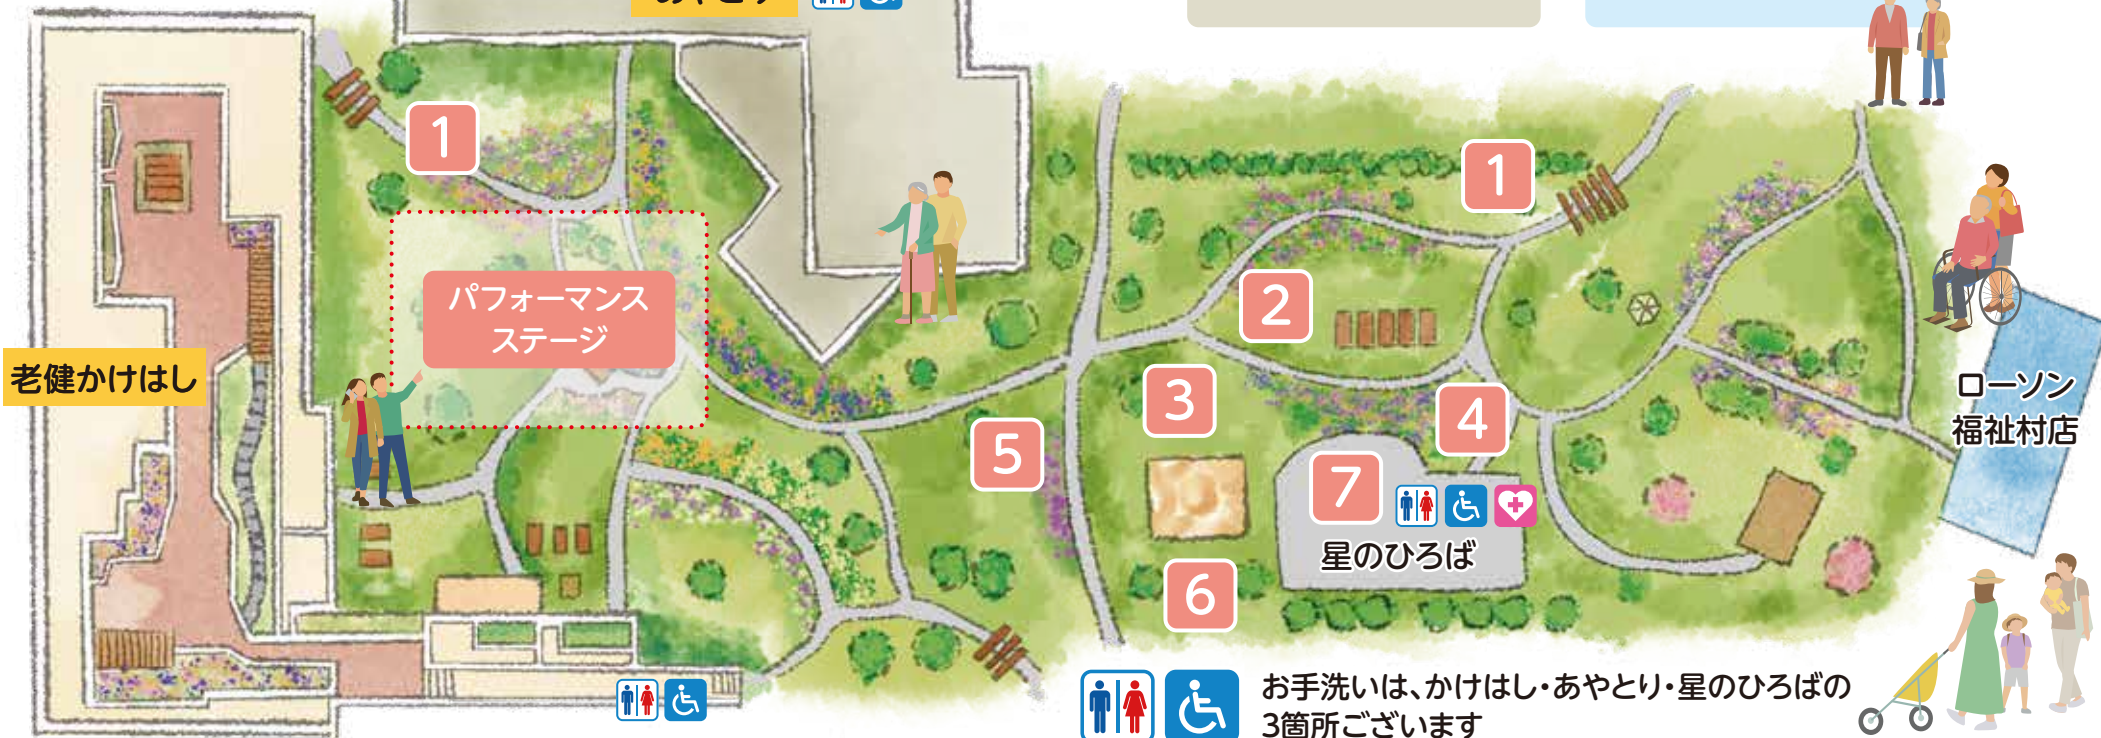 1
1
パフォーマンス
ステージ
2
老健かけはし
3
4
ローソン
福祉村店
5
7
星のひろば
6
お手洗いは、かけはし・あやとり・星のひろばの
3箇所ございます